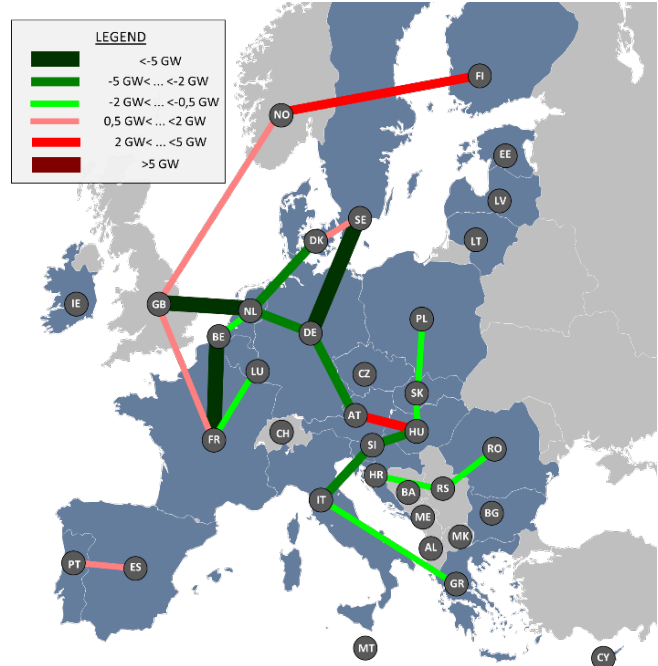 LEGEND
<-5 GW
-5 GW< ... <-2 GW
-2 GW< ... <-0,5 GW
0,5 GW< ... <2 GW
2 GW< ... <5 GW
>5 GW
FI
NO
EE
LV
SE
LT
DK
IE
GB
NL
PL
BE
DE
LU
CZ
SK
AT
FR
CH
HU
SI
RO
HR
RS
BA
IT
BG
ME
MK
AL
PT
ES
GR
MT
CY